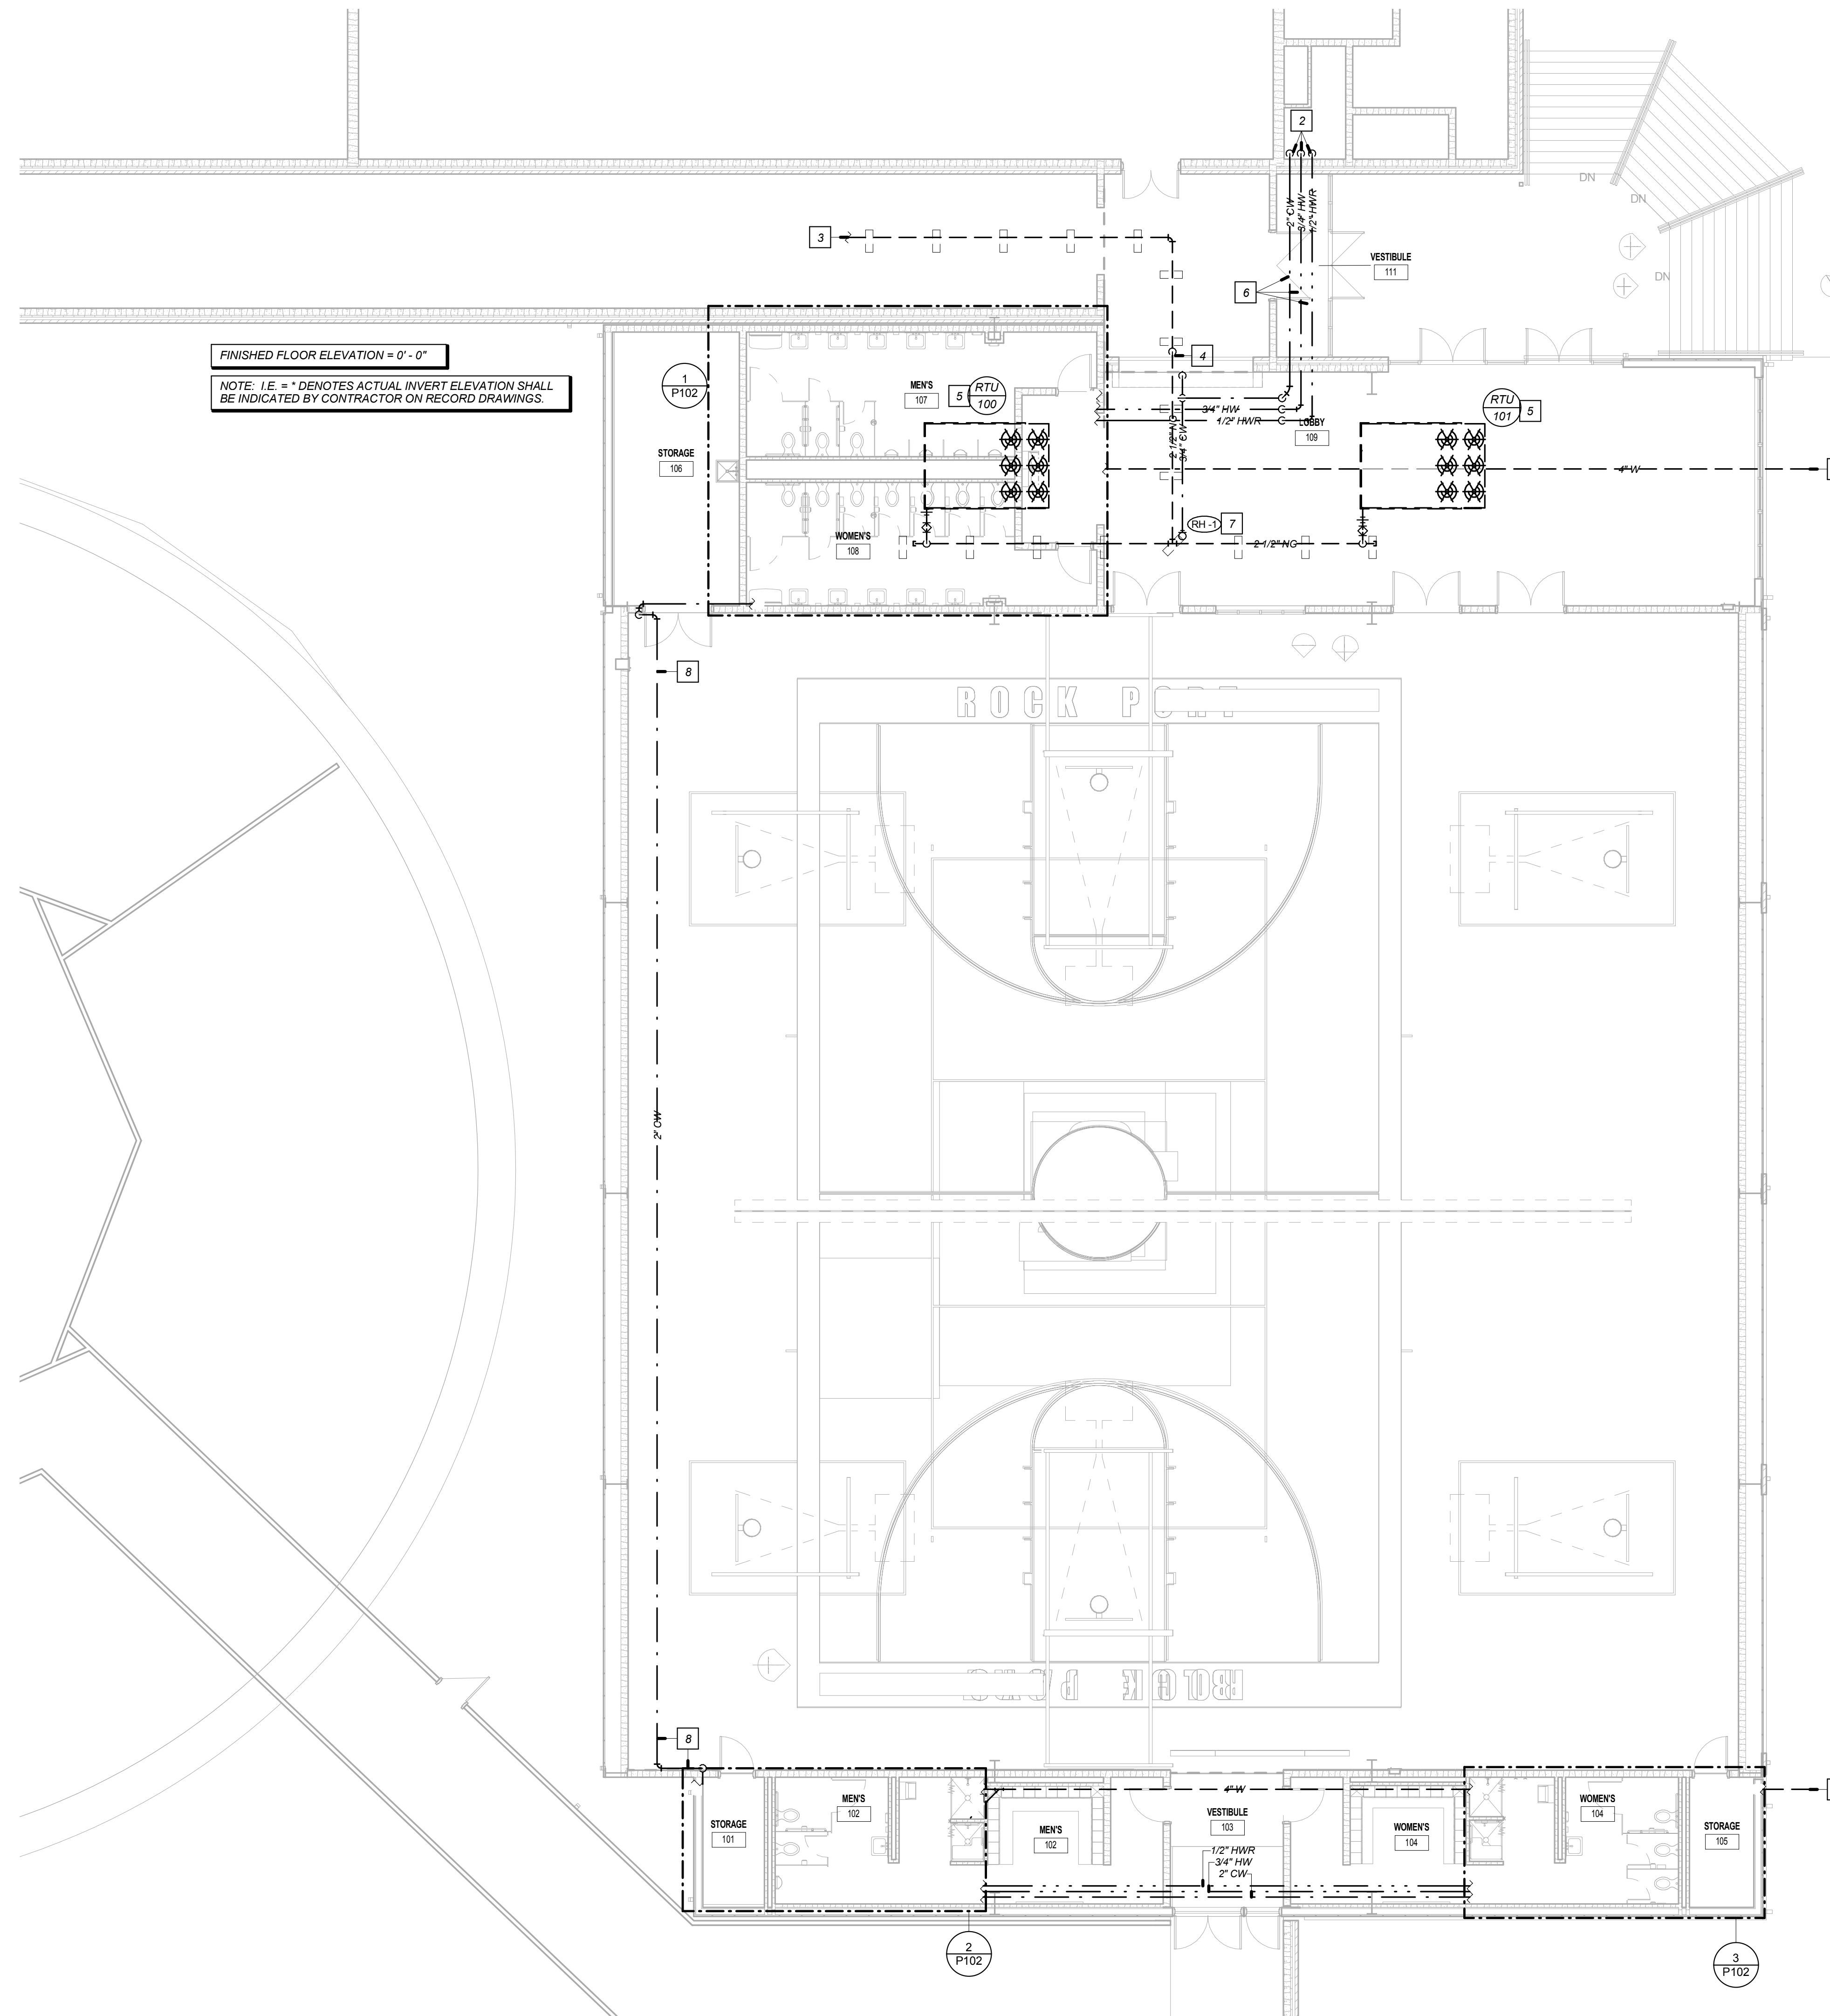 2
DN
DN
DN
2" CW
3/4" HW
1/2" HWR
3
VESTIBULE
111
6
FINISHED FLOOR ELEVATION = 0' - 0"
NOTE: I.E. = * DENOTES ACTUAL INVERT ELEVATION SHALL
BE INDICATED BY CONTRACTOR ON RECORD DRAWINGS.
4
1
P102
MEN'S
107
5
RTU
100
RTU
101
5
3/4" HW
1/2" HWR
LOBBY
109
2 1/2" NG
3/4" CW
STORAGE
106
4" W
RH -1
7
WOMEN'S
108
2 1/2" NG
8
ROCK PORT
2" CW
8
ROCK PORT
4" W
MEN'S
102
STORAGE
101
MEN'S
102
VESTIBULE
103
WOMEN'S
104
WOMEN'S
104
STORAGE
105
1/2" HWR
3/4" HW
2" CW
2
P102
3
P102